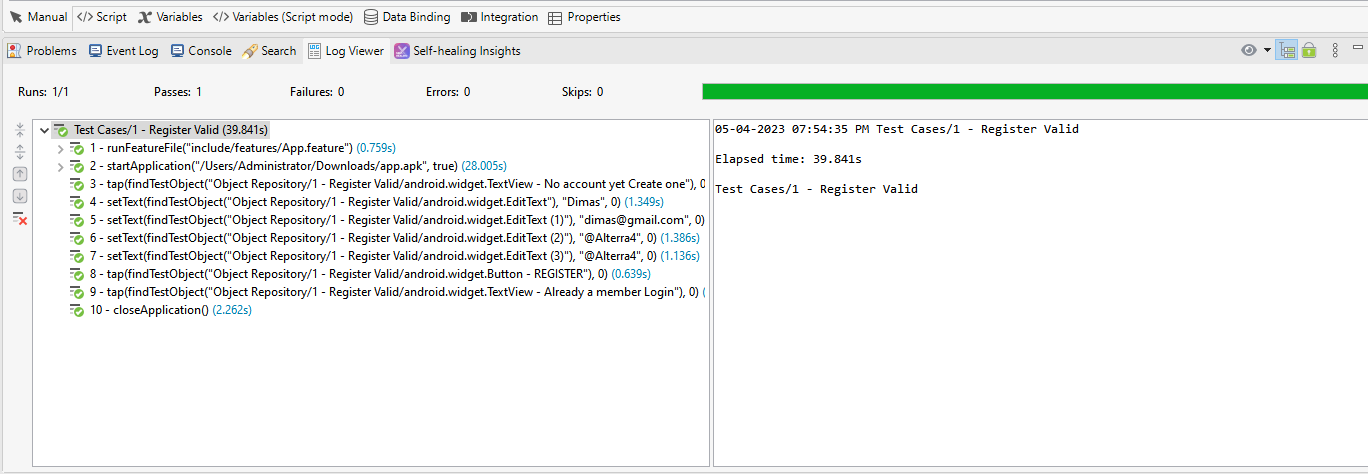 Manual </> Script Variables </> Variables (Script mode) Data Binding Integration Properties
Problems Event Log Console Search Log Viewer Self-healing Insights
Runs: 1/1 Passes: 1 Failures: 0 Errors: 0 Skips: 0
Test Cases/1 - Register Valid (39.841s)
1 - runFeatureFile("include/features/App.feature") (0.759s)
2 - startApplication("/Users/Administrator/Downloads/app.apk", true) (28.005s)
3 - tap(findTestObject("Object Repository/1 - Register Valid/android.widget.TextView - No account yet Create one"), 0
4 - setText(findTestObject("Object Repository/1 - Register Valid/android.widget.EditText"), "Dimas", 0) (1.349s)
5 - setText(findTestObject("Object Repository/1 - Register Valid/android.widget.EditText (1)"), "dimas@gmail.com", 0)
6 - setText(findTestObject("Object Repository/1 - Register Valid/android.widget.EditText (2)"), "@Alterra4", 0) (1.386s)
7 - setText(findTestObject("Object Repository/1 - Register Valid/android.widget.EditText (3)"), "@Alterra4", 0) (1.136s)
8 - tap(findTestObject("Object Repository/1 - Register Valid/android.widget.Button - REGISTER"), 0) (0.639s)
9 - tap(findTestObject("Object Repository/1 - Register Valid/android.widget.TextView - Already a member Login"), 0) (
10 - closeApplication() (2.262s)
05-04-2023 07:54:35 PM Test Cases/1 - Register Valid
Elapsed time: 39.841s
Test Cases/1 - Register Valid